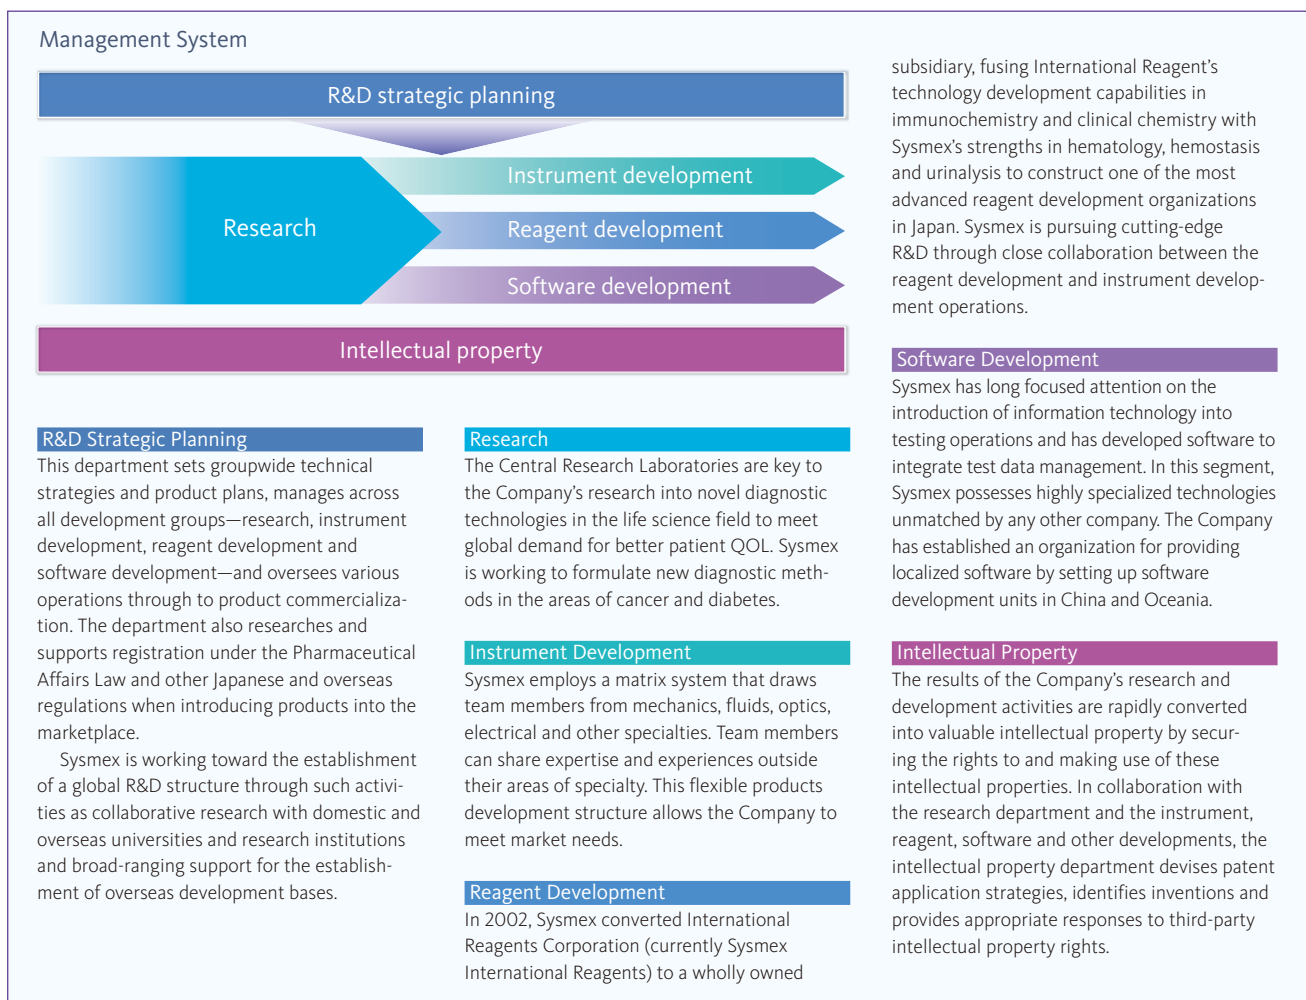 Management System
R&D strategic planning
Research
Instrument development
Reagent development
Software development
Intellectual property
R&D Strategic Planning
This department sets groupwide technical
strategies and product plans, manages across
all development groups—research, instrument
development, reagent development and
software development—and oversees various
operations through to product commercializa-
tion. The department also researches and
supports registration under the Pharmaceutical
Affairs Law and other Japanese and overseas
regulations when introducing products into the
marketplace.
Sysmex is working toward the establishment
of a global R&D structure through such activi-
ties as collaborative research with domestic and
overseas universities and research institutions
and broad-ranging support for the establish-
ment of overseas development bases.
Research
The Central Research Laboratories are key to
the Company's research into novel diagnostic
technologies in the life science field to meet
global demand for better patient QOL. Sysmex
is working to formulate new diagnostic meth-
ods in the areas of cancer and diabetes.
Instrument Development
Sysmex employs a matrix system that draws
team members from mechanics, fluids, optics,
electrical and other specialties. Team members
can share expertise and experiences outside
their areas of specialty. This flexible products
development structure allows the Company to
meet market needs.
Reagent Development
In 2002, Sysmex converted International
Reagents Corporation (currently Sysmex
International Reagents) to a wholly owned
subsidiary, fusing International Reagent's
technology development capabilities in
immunochemistry and clinical chemistry with
Sysmex's strengths in hematology, hemostasis
and urinalysis to construct one of the most
advanced reagent development organizations
in Japan. Sysmex is pursuing cutting-edge
R&D through close collaboration between the
reagent development and instrument develop-
ment operations.
Software Development
Sysmex has long focused attention on the
introduction of information technology into
testing operations and has developed software to
integrate test data management. In this segment,
Sysmex possesses highly specialized technologies
unmatched by any other company. The Company
has established an organization for providing
localized software by setting up software
development units in China and Oceania.
Intellectual Property
The results of the Company's research and
development activities are rapidly converted
into valuable intellectual property by secur-
ing the rights to and making use of these
intellectual properties. In collaboration with
the research department and the instrument,
reagent, software and other developments, the
intellectual property department devises patent
application strategies, identifies inventions and
provides appropriate responses to third-party
intellectual property rights.